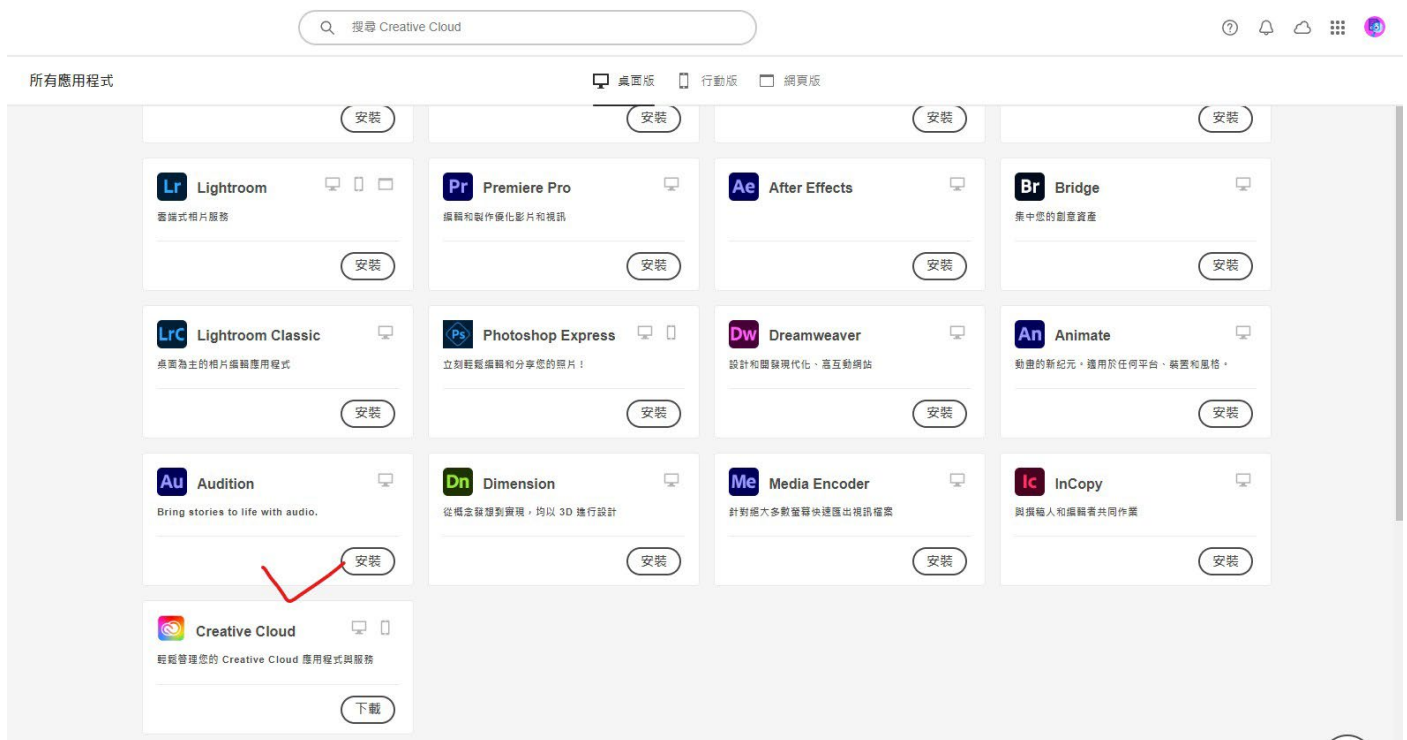 搜尋 Creative Cloud
所有應用程式
桌面版 行動版 網頁版
安裝 安裝 安裝 安裝
Lr Lightroom
雲端式相片服務
安裝
Pr Premiere Pro
編輯和製作優化影片和視訊
安裝
Ae After Effects
安裝
Br Bridge
集中您的創意資產
安裝
LrC Lightroom Classic
桌面為主的相片編輯應用程式
安裝
Ps Photoshop Express
立刻輕鬆編輯和分享您的照片！
安裝
Dw Dreamweaver
設計和開發現代化、高互動網站
安裝
An Animate
動畫的新紀元。適用於任何平台、裝置和風格。
安裝
Au Audition
Bring stories to life with audio.
安裝
Dn Dimension
從概念發想到實現，均以 3D 進行設計
安裝
Me Media Encoder
針對絕大多數螢幕快速匯出視訊檔案
安裝
Ic InCopy
與撰稿人和編輯者共同作業
安裝
Creative Cloud
輕鬆管理您的 Creative Cloud 應用程式與服務
下載